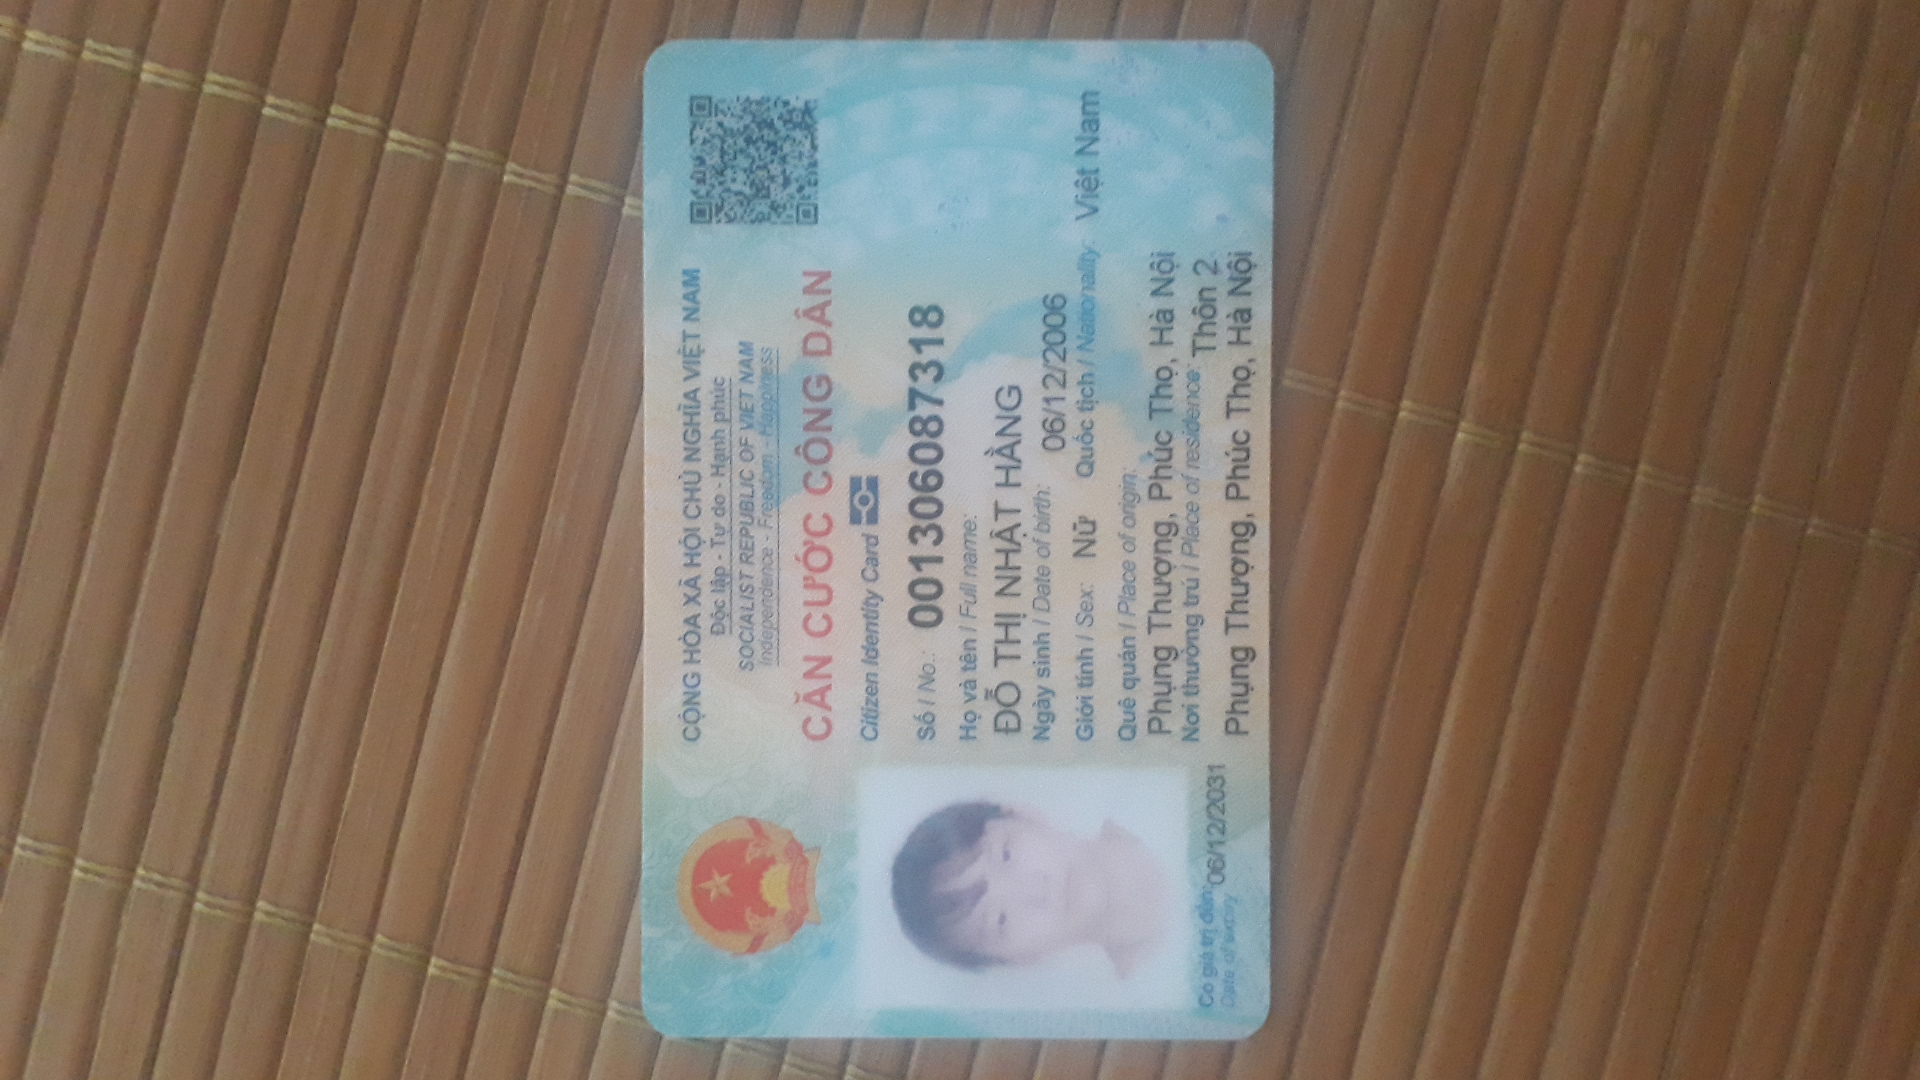 CỘNG HÒA XÃ HỘI CHỦ NGHĨA VIỆT NAM
Độc lập - Tự do - Hạnh phúc
SOCIALIST REPUBLIC OF VIET NAM
Independence - Freedom - Happiness
CĂN CƯỚC CÔNG DÂN
Citizen Identity Card
Số / No.: 001306087318
Họ và tên / Full name:
ĐỖ THỊ NHẬT HẰNG
Ngày sinh / Date of birth: 06/12/2006
Giới tính / Sex: Nữ Quốc tịch / Nationality: Việt Nam
Quê quán / Place of origin:
Phụng Thượng, Phúc Thọ, Hà Nội
Nơi thường trú / Place of residence: Thôn 2
Phụng Thượng, Phúc Thọ, Hà Nội
Có giá trị đến: 06/12/2031
Date of expiry